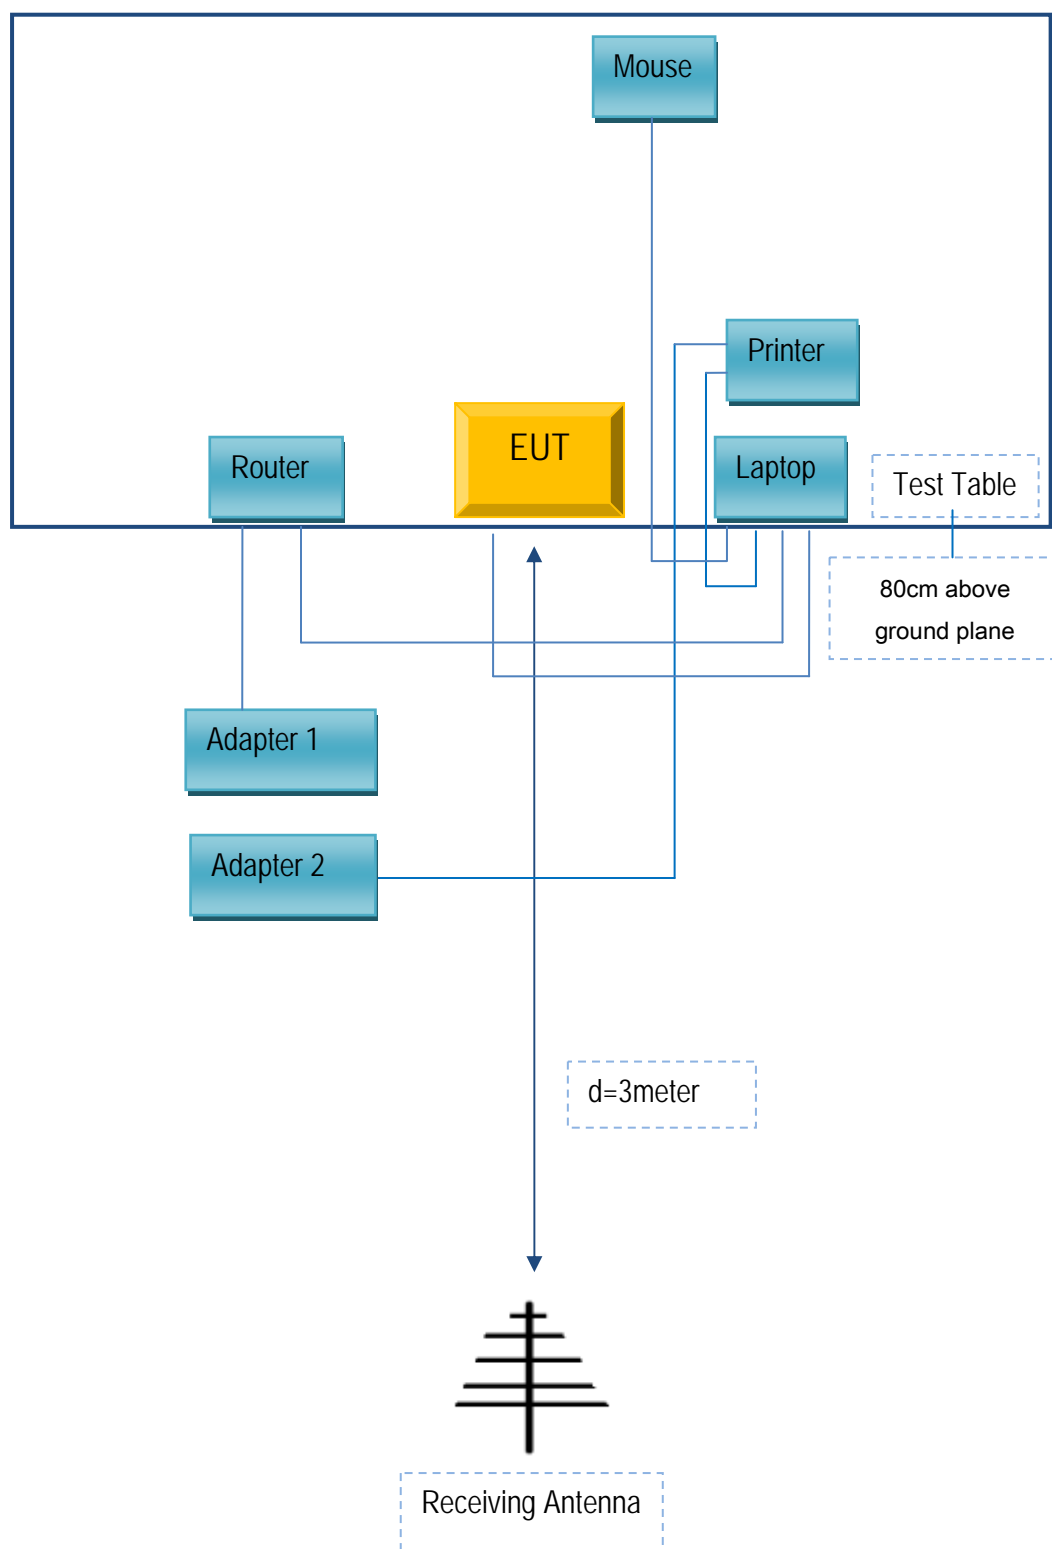 Mouse
Printer
EUT
Router
Laptop
Test Table
80cm above
ground plane
Adapter 1
Adapter 2
d=3meter
Receiving Antenna